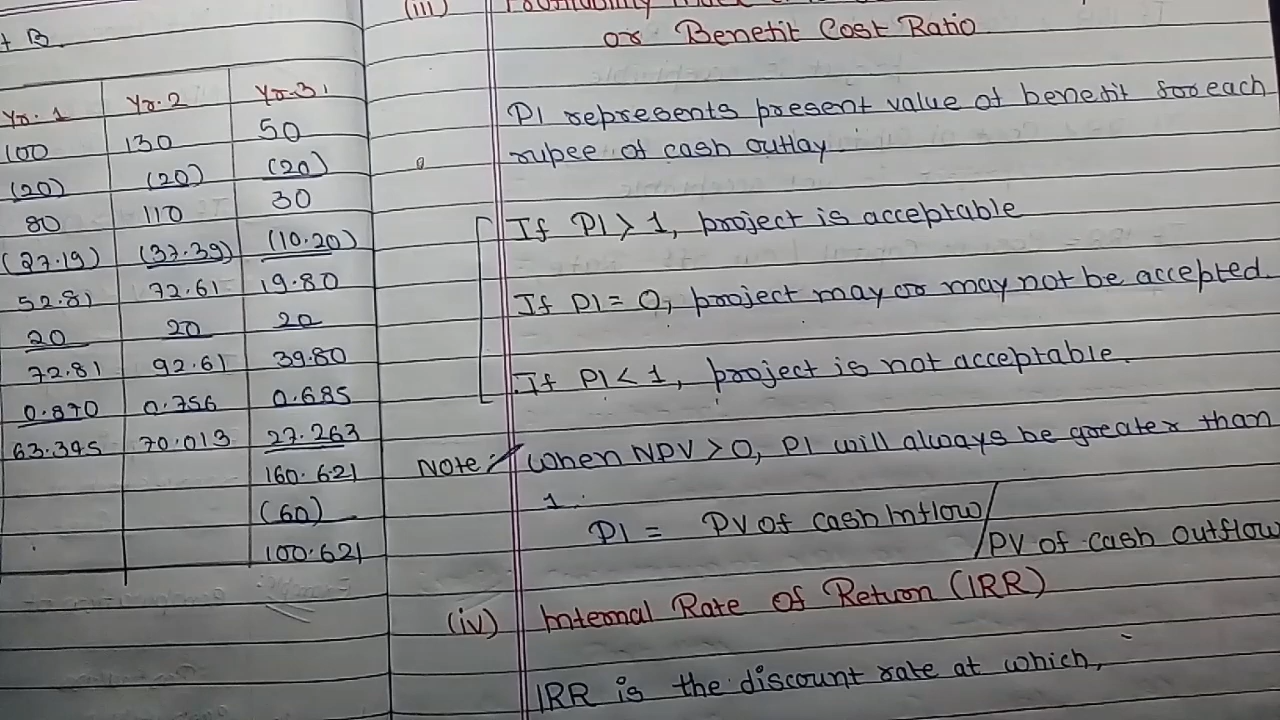 t B.
Yr. 1 Yr.2 Yr.3
100 130 50
(20) (20) (20)
80 110 30
(27.19) (37.39) (10.20)
52.81 72.61 19.80
20 20 20
72.81 92.61 39.80
0.870 0.756 0.685
63.345 70.013 27.263
160.621
(60)
100.621
(iii) Profitability Index
or Benefit Cost Ratio
PI represents present value of benefit for each
rupee of cash outlay.
If PI > 1, project is acceptable
If PI = 0, project may or may not be accepted.
If PI < 1, project is not acceptable.
Note: When NPV > 0, PI will always be greater than
1.
PI = PV of cash Inflow/
/PV of cash outflow
(iv) Internal Rate Of Return (IRR)
IRR is the discount rate at which,